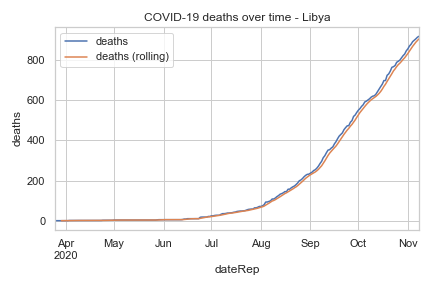 COVID-19 deaths over time - Libya
deaths
deaths (rolling)
deaths
800
600
400
200
0
Apr May Jun Jul Aug Sep Oct Nov
2020
dateRep